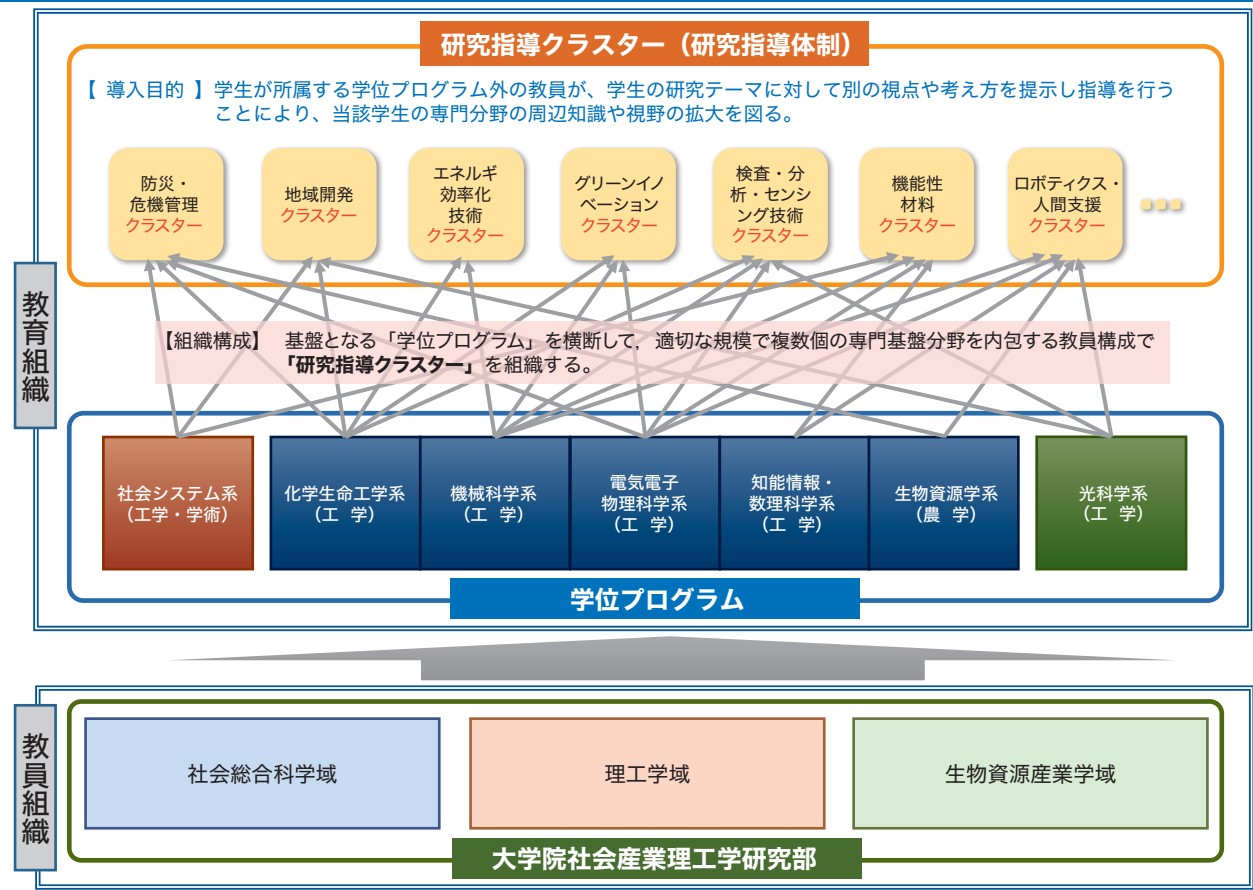 研究指導クラスター（研究指導体制）
【 導入目的 】学生が所属する学位プログラム外の教員が、学生の研究テーマに対して別の視点や考え方を提示し指導を行う
ことにより、当該学生の専門分野の周辺知識や視野の拡大を図る。
防災・
危機管理
クラスター
地域開発
クラスター
エネルギ
効率化
技術
クラスター
グリーンイノ
ベーション
クラスター
検査・分
析・センシ
ング技術
クラスター
機能性
材料
クラスター
ロボティクス・
人間支援
クラスター
教育組織
【組織構成】 基盤となる「学位プログラム」を横断して，適切な規模で複数個の専門基盤分野を内包する教員構成で
「研究指導クラスター」を組織する。
社会システム系
（工学・学術）
化学生命工学系
（工 学）
機械科学系
（工 学）
電気電子
物理科学系
（工 学）
知能情報・
数理科学系
（工 学）
生物資源学系
（農 学）
光科学系
（工 学）
学位プログラム
教員組織
社会総合科学域
理工学域
生物資源産業学域
大学院社会産業理工学研究部